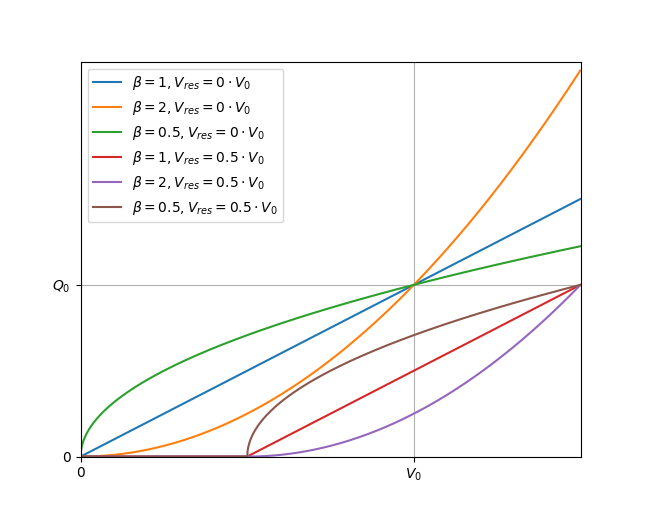 β = 1, V_res = 0 · V_0
β = 2, V_res = 0 · V_0
β = 0.5, V_res = 0 · V_0
β = 1, V_res = 0.5 · V_0
β = 2, V_res = 0.5 · V_0
β = 0.5, V_res = 0.5 · V_0
Q_0
0
0
V_0